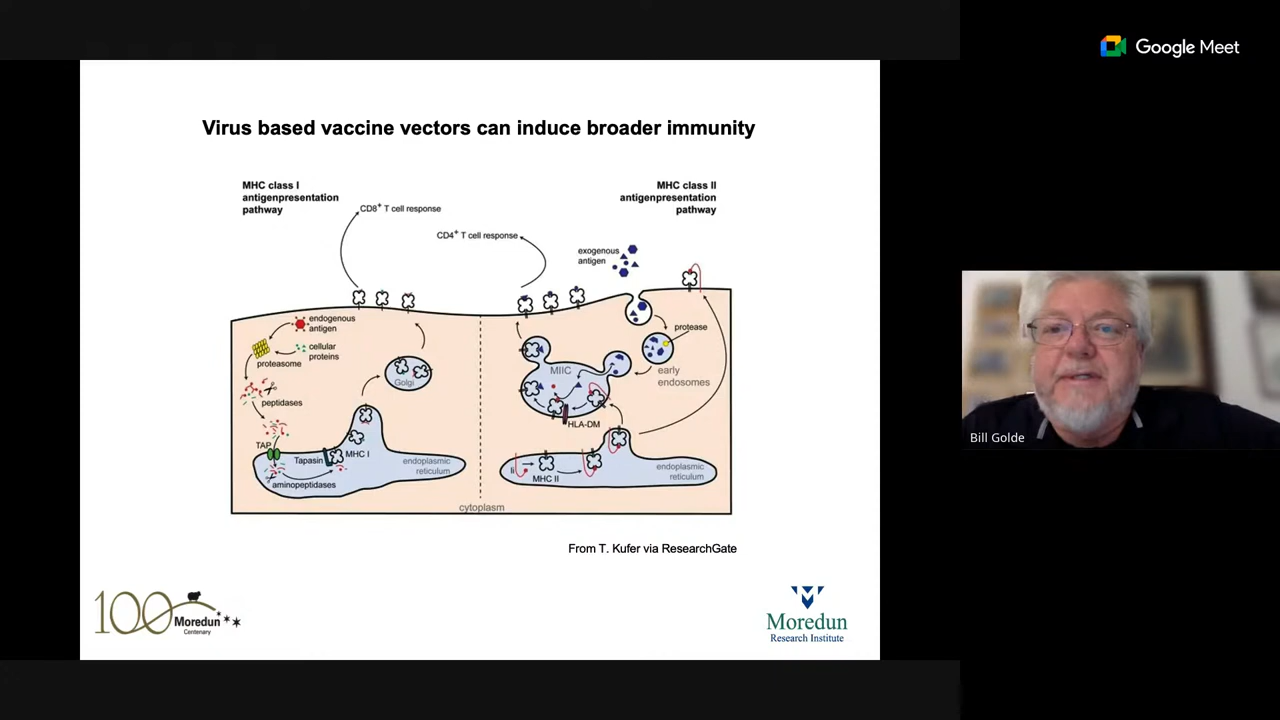 Google Meet
Virus based vaccine vectors can induce broader immunity
MHC class I
antigenpresentation
pathway
CD8+ T cell response
CD4+ T cell response
MHC class II
antigenpresentation
pathway
exogenous
antigen
endogenous
antigen
cellular
proteins
proteasome
peptidases
TAP
Tapasin
MHC I
aminopeptidases
Golgi
endoplasmic
reticulum
protease
early
endosomes
MIIC
HLA-DM
Ii
MHC II
endoplasmic
reticulum
cytoplasm
From T. Kufer via ResearchGate
100
Moredun
Centenary
Moredun
Research Institute
Bill Golde